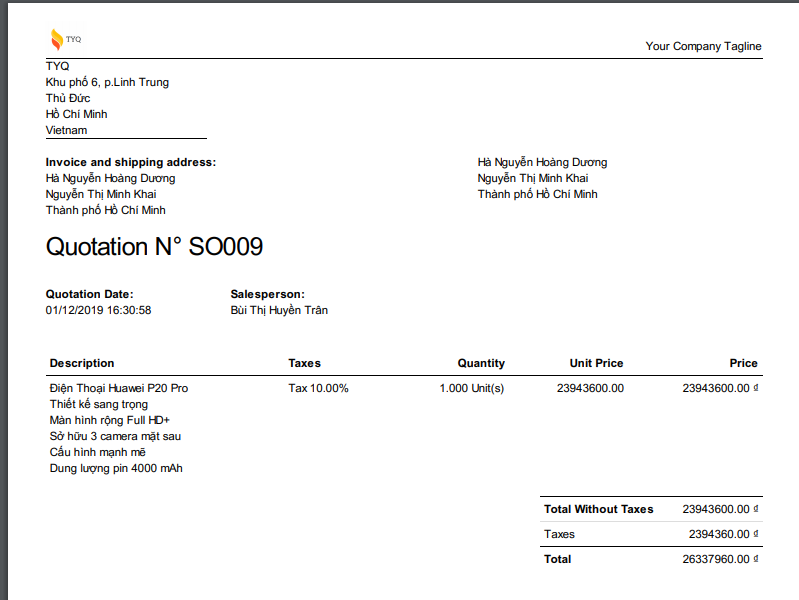 TYQ
Your Company Tagline
TYQ
Khu phố 6, p.Linh Trung
Thủ Đức
Hồ Chí Minh
Vietnam
Invoice and shipping address:
Hà Nguyễn Hoàng Dương
Nguyễn Thị Minh Khai
Thành phố Hồ Chí Minh
Hà Nguyễn Hoàng Dương
Nguyễn Thị Minh Khai
Thành phố Hồ Chí Minh
Quotation N° SO009
Quotation Date: Salesperson:
01/12/2019 16:30:58 Bùi Thị Huyền Trân
Description Taxes Quantity Unit Price Price
Điện Thoại Huawei P20 Pro Tax 10.00% 1.000 Unit(s) 23943600.00 23943600.00 ₫
Thiết kế sang trọng
Màn hình rộng Full HD+
Sở hữu 3 camera mặt sau
Cấu hình mạnh mẽ
Dung lượng pin 4000 mAh
Total Without Taxes 23943600.00 ₫
Taxes 2394360.00 ₫
Total 26337960.00 ₫